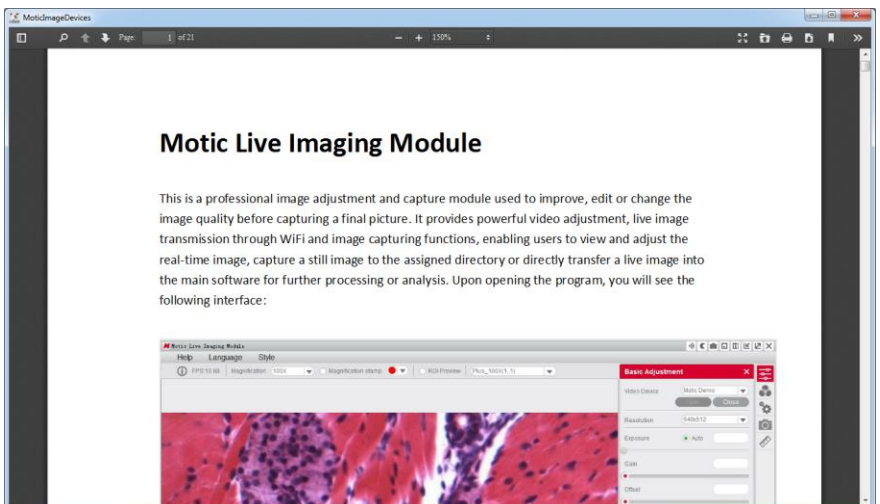 MoticImageDevices
Page: 1 of 21
150%
Motic Live Imaging Module
This is a professional image adjustment and capture module used to improve, edit or change the
image quality before capturing a final picture. It provides powerful video adjustment, live image
transmission through WiFi and image capturing functions, enabling users to view and adjust the
real-time image, capture a still image to the assigned directory or directly transfer a live image into
the main software for further processing or analysis. Upon opening the program, you will see the
following interface:
Motic Live Imaging Module
Help Language Style
Magnification 100X Magnification stamp ROI Preview Plus_100X(1, 1)
Basic Adjustment
Video Device Motic Demo
Close
Resolution
Exposure Auto
Gain
Offset